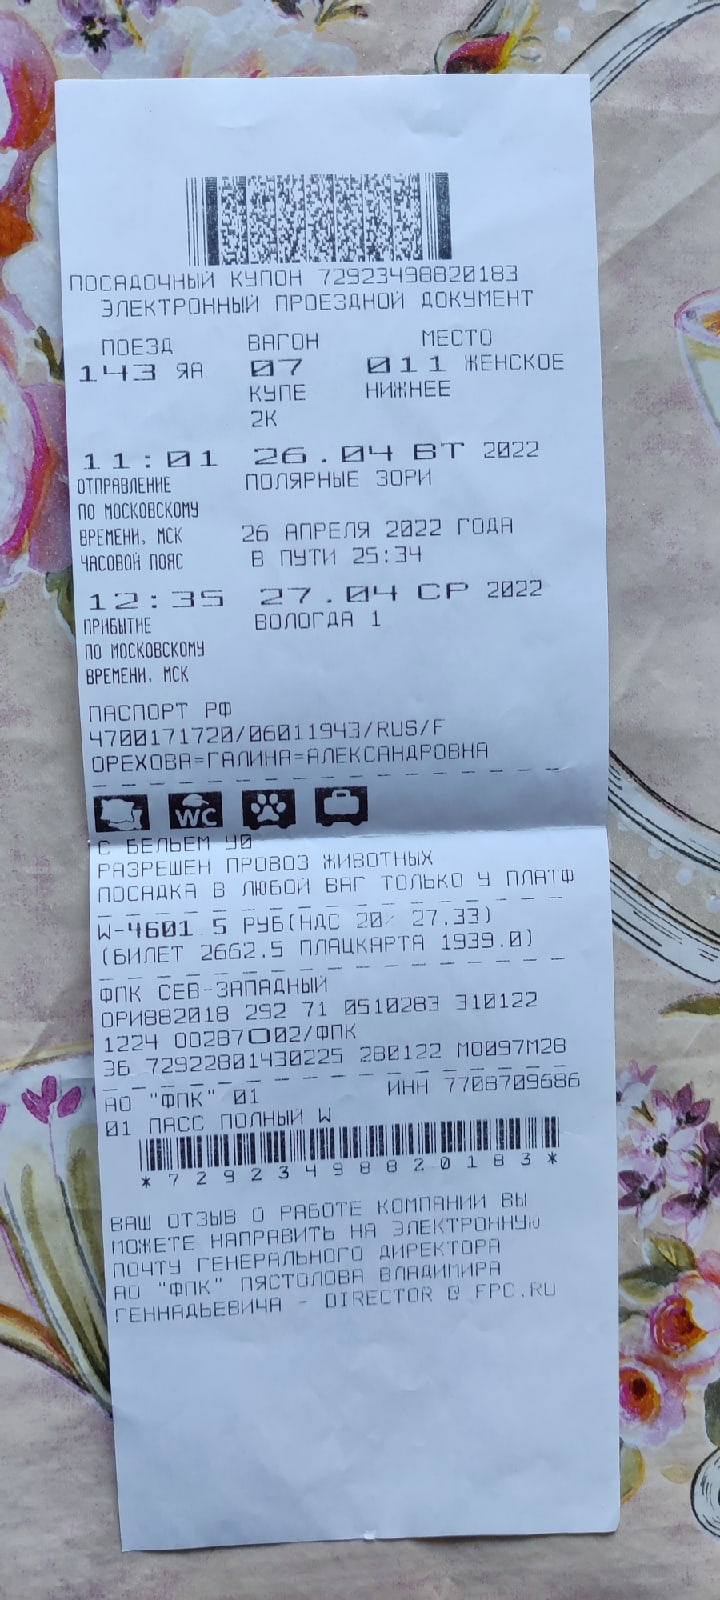 ПОСАДОЧНЫЙ КУПОН 72923498820183
ЭЛЕКТРОННЫЙ ПРОЕЗДНОЙ ДОКУМЕНТ
ПОЕЗД ВАГОН МЕСТО
143 ЯА 07 011 ЖЕНСКОЕ
КУПЕ НИЖНЕЕ
2К
11:01 26.04 ВТ 2022
ОТПРАВЛЕНИЕ ПОЛЯРНЫЕ ЗОРИ
ПО МОСКОВСКОМУ
ВРЕМЕНИ, МСК 26 АПРЕЛЯ 2022 ГОДА
ЧАСОВОЙ ПОЯС В ПУТИ 25:34
12:35 27.04 СР 2022
ПРИБЫТИЕ ВОЛОГДА 1
ПО МОСКОВСКОМУ
ВРЕМЕНИ, МСК
ПАСПОРТ РФ
4700171720/06011943/RUS/F
ОРЕХОВА=ГАЛИНА=АЛЕКСАНДРОВНА
WC
С БЕЛЬЕМ У0
РАЗРЕШЕН ПРОВОЗ ЖИВОТНЫХ
ПОСАДКА В ЛЮБОЙ ВАГ ТОЛЬКО У ПЛАТФ
W-4601.5 РУБ(НДС 20% 27.33)
(БИЛЕТ 2662.5 ПЛАЦКАРТА 1939.0)
ФПК СЕВ-ЗАПАДНЫЙ
ОРИ882018 292 71 0510283 310122
1224 00287002/ФПК
ЭБ 72922801430225 280122 М097М28
АО "ФПК" 01 ИНН 7708709686
01 ПАСС ПОЛНЫЙ W
*72923498820183*
ВАШ ОТЗЫВ О РАБОТЕ КОМПАНИИ ВЫ
МОЖЕТЕ НАПРАВИТЬ НА ЭЛЕКТРОННУЮ
ПОЧТУ ГЕНЕРАЛЬНОГО ДИРЕКТОРА
АО "ФПК" ПЯСТОЛОВА ВЛАДИМИРА
ГЕННАДЬЕВИЧА - DIRECTOR @ FPC.RU